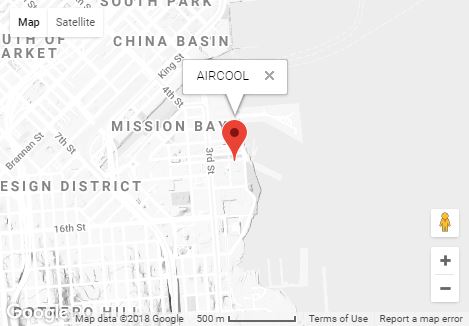 SOUTH PARK
Map
Satellite
CHINA BASIN
UTH OF
MARKET
King St
4th St
AIRCOOL
MISSION BAY
Brannan St
7th St
3rd St
ESIGN DISTRICT
16th St
POTRERO HILL
Google
Map data ©2018 Google
500 m
Terms of Use
Report a map error